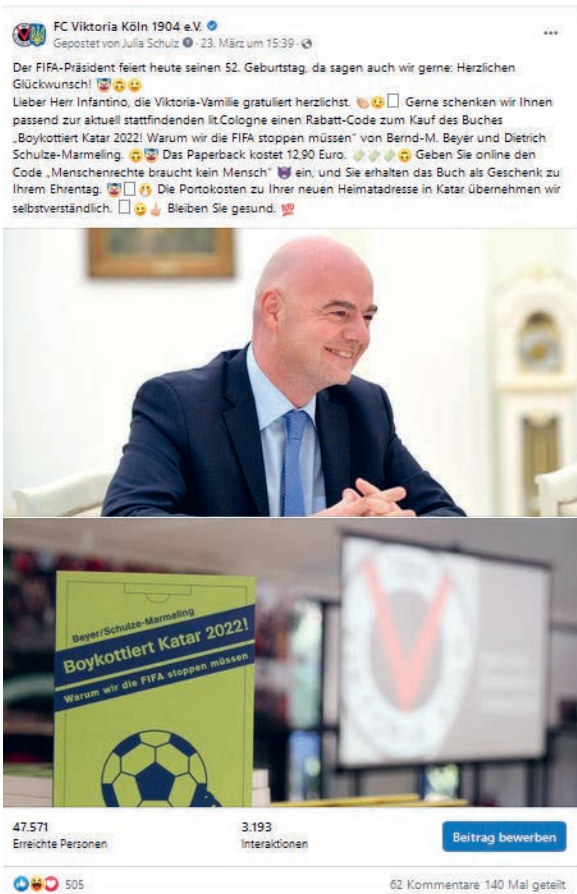 FC Viktoria Köln 1904 e.V.
Gepostet von Julia Schulz · 23. März um 15:39 ·
Der FIFA-Präsident feiert heute seinen 52. Geburtstag, da sagen auch wir gerne: Herzlichen
Glückwunsch!
Lieber Herr Infantino, die Viktoria-Vamilie gratuliert herzlichst. Gerne schenken wir Ihnen
passend zur aktuell stattfindenden lit.Cologne einen Rabatt-Code zum Kauf des Buches
„Boykottiert Katar 2022! Warum wir die FIFA stoppen müssen" von Bernd-M. Beyer und Dietrich
Schulze-Marmeling. Das Paperback kostet 12,90 Euro. Geben Sie online den
Code „Menschenrechte braucht kein Mensch" ein, und Sie erhalten das Buch als Geschenk zu
Ihrem Ehrentag. Die Portokosten zu Ihrer neuen Heimatadresse in Katar übernehmen wir
selbstverständlich. Bleiben Sie gesund. 💯
Beyer/Schulze-Marmeling
Boykottiert Katar 2022!
Warum wir die FIFA stoppen müssen
V
47.571
Erreichte Personen
3.193
Interaktionen
Beitrag bewerben
505
62 Kommentare 140 Mal geteilt